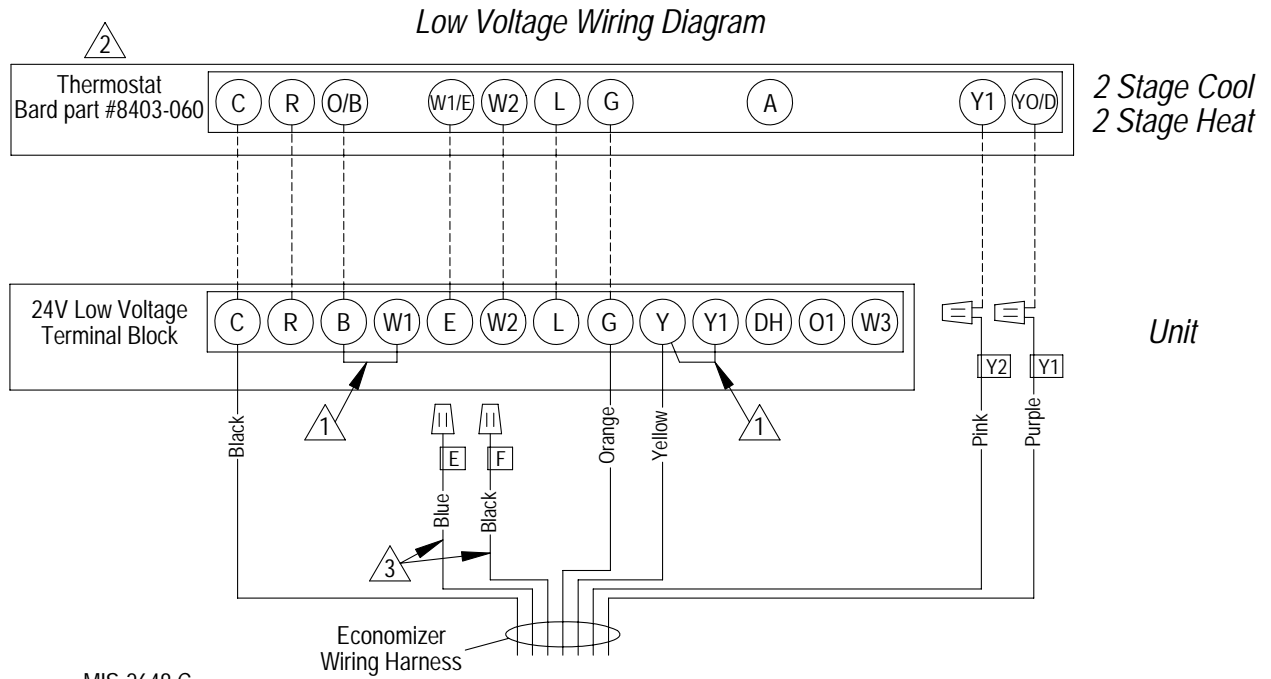 Low Voltage Wiring Diagram
2
Thermostat
Bard part #8403-060
C R O/B W1/E W2 L G A Y1 YO/D
2 Stage Cool
2 Stage Heat
24V Low Voltage
Terminal Block
C R B W1 E W2 L G Y Y1 DH O1 W3
Unit
Y2 Y1
1 1
Black Orange Yellow Pink Purple
E F
Blue Black
3
Economizer
Wiring Harness